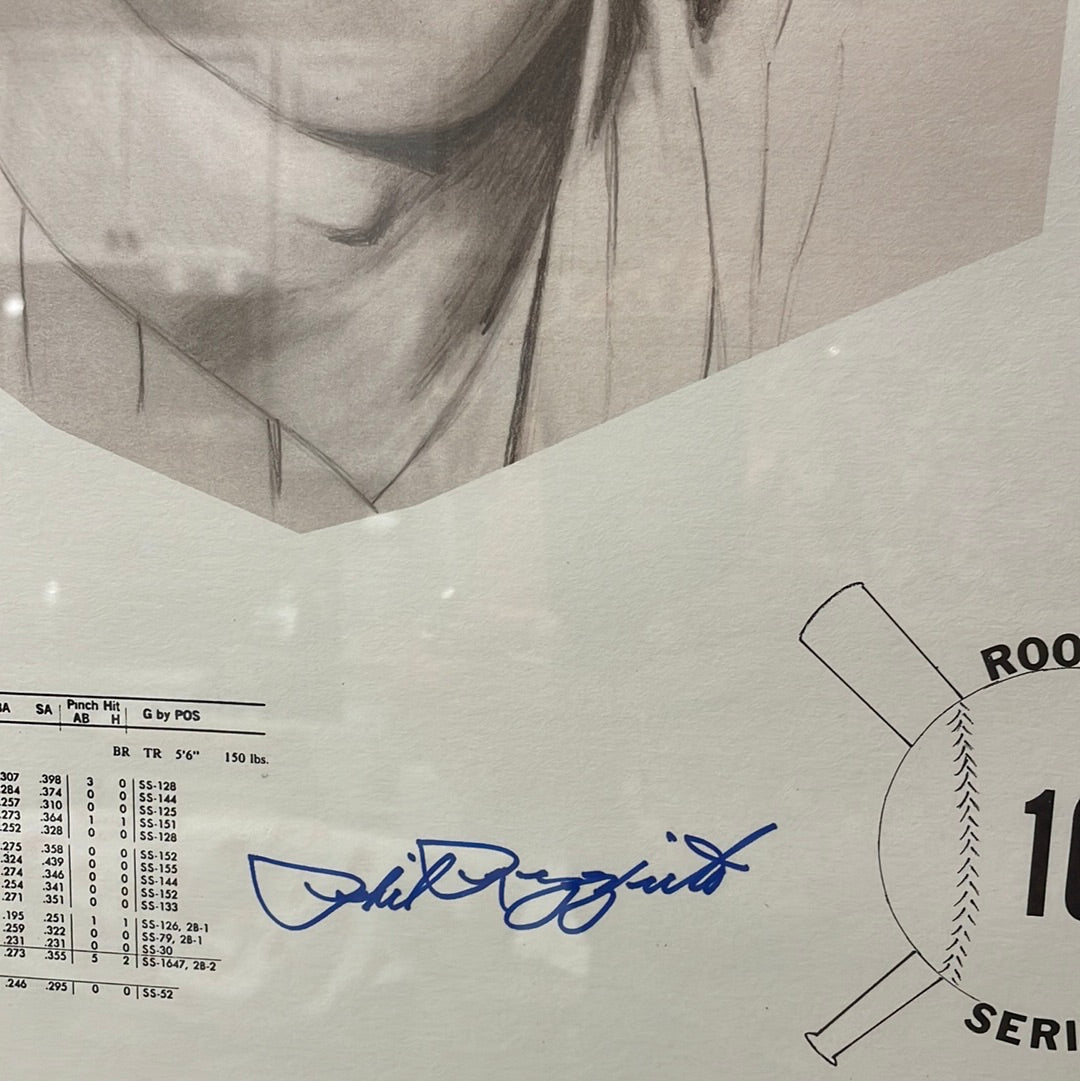 SA Pinch Hit G by POS
AB H
BR TR 5'6" 150 lbs.
307 .398 3 0 SS-128
284 .374 0 0 SS-144
257 .310 0 0 SS-125
273 .364 1 1 SS-151
.252 .328 0 0 SS-128
.275 .358 0 0 SS-152
.324 .439 0 0 SS-155
.274 .346 0 0 SS-144
.254 .341 0 0 SS-152
.271 .351 0 0 SS-133
.195 .251 1 1 SS-126, 2B-1
.259 .322 0 0 SS-79, 2B-1
.231 .231 0 0 SS-30
.273 .355 5 2 SS-1647, 2B-2
.246 .295 0 0 SS-52
Phil Rizzuto
ROO
10
SERI